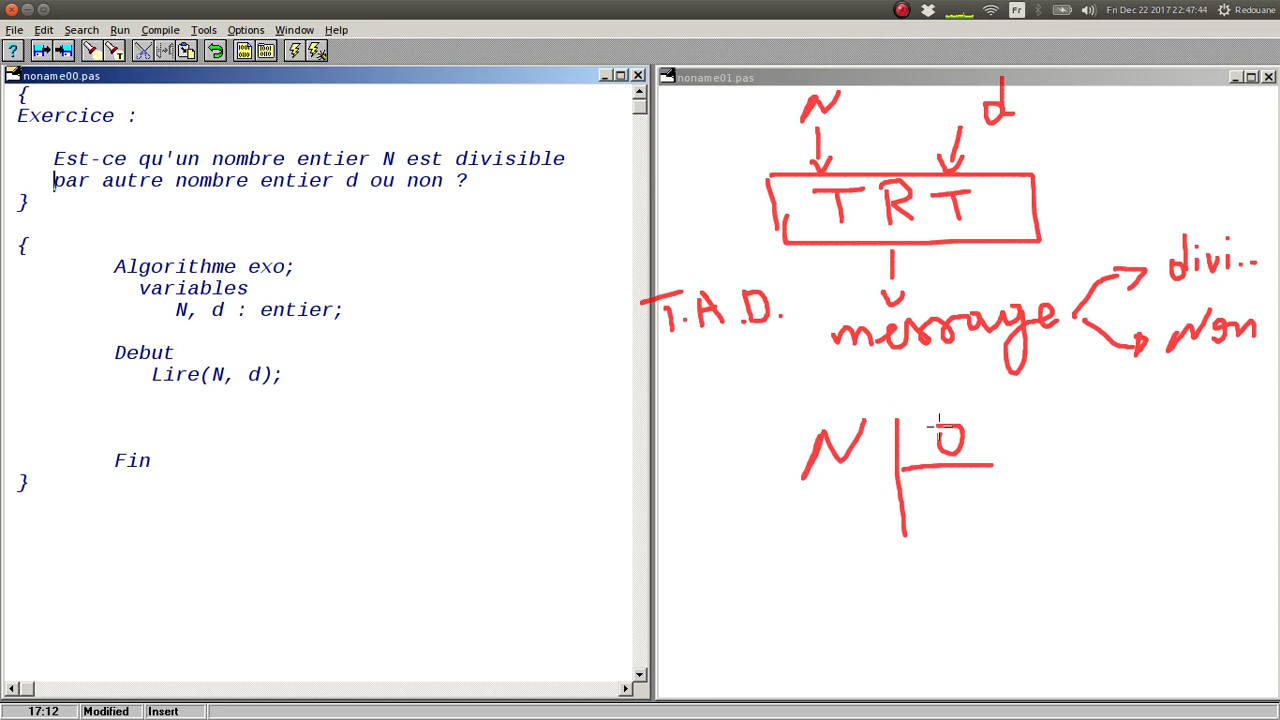 Fr Fri Dec 22 2017 22:47:44 Redouane
File Edit Search Run Compile Tools Options Window Help
noname00.pas
{
Exercice :
Est-ce qu'un nombre entier N est divisible
par autre nombre entier d ou non ?
}
{
Algorithme exo;
variables
N, d : entier;
Debut
Lire(N, d);
Fin
}
17:12 Modified Insert
noname01.pas
N d
T R T
divi..
T.A.D. message
Non
N 0